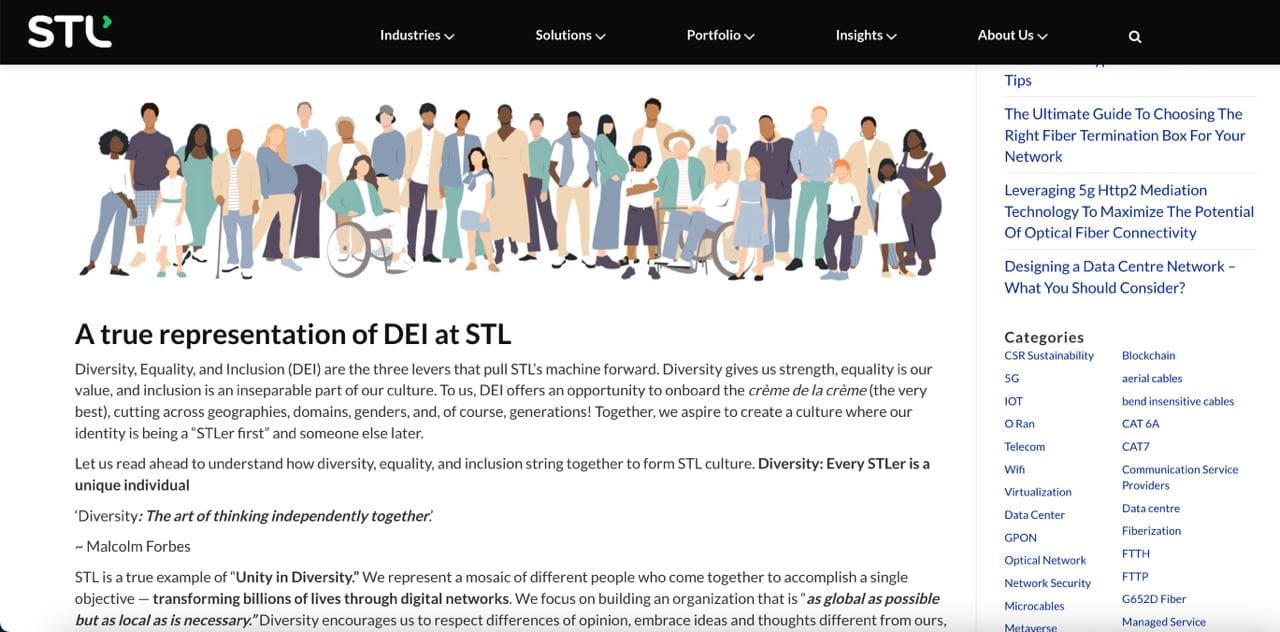 STL
Industries
Solutions
Portfolio
Insights
About Us
A true representation of DEI at STL
Diversity, Equality, and Inclusion (DEI) are the three levers that pull STL's machine forward. Diversity gives us strength, equality is our
value, and inclusion is an inseparable part of our culture. To us, DEI offers an opportunity to onboard the crème de la crème (the very
best), cutting across geographies, domains, genders, and, of course, generations! Together, we aspire to create a culture where our
identity is being a “STLer first” and someone else later.
Let us read ahead to understand how diversity, equality, and inclusion string together to form STL culture. Diversity: Every STLer is a
unique individual
‘Diversity: The art of thinking independently together.’
~ Malcolm Forbes
STL is a true example of “Unity in Diversity.” We represent a mosaic of different people who come together to accomplish a single
objective — transforming billions of lives through digital networks. We focus on building an organization that is “as global as possible
but as local as is necessary.” Diversity encourages us to respect differences of opinion, embrace ideas and thoughts different from ours,
Tips
The Ultimate Guide To Choosing The
Right Fiber Termination Box For Your
Network
Leveraging 5g Http2 Mediation
Technology To Maximize The Potential
Of Optical Fiber Connectivity
Designing a Data Centre Network –
What You Should Consider?
Categories
CSR Sustainability
5G
IOT
O Ran
Telecom
Wifi
Virtualization
Data Center
GPON
Optical Network
Network Security
Microcables
Metaverse
Blockchain
aerial cables
bend insensitive cables
CAT 6A
CAT7
Communication Service
Providers
Data centre
Fiberization
FTTH
FTTP
G652D Fiber
Managed Service